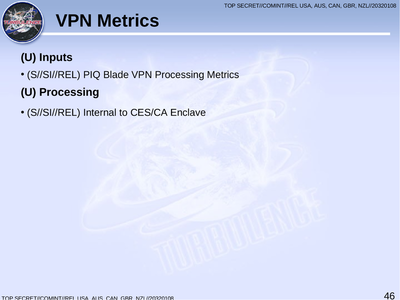 TOP SECRET//COMINT//REL USA, AUS, CAN, GBR, NZL//20320108
VPN Metrics
(U) Inputs
• (S//SI//REL) PIQ Blade VPN Processing Metrics
(U) Processing
• (S//SI//REL) Internal to CES/CA Enclave
TURBULENCE
46
TOP SECRET//COMINT//REL USA, AUS, CAN, GBR, NZL//20320108